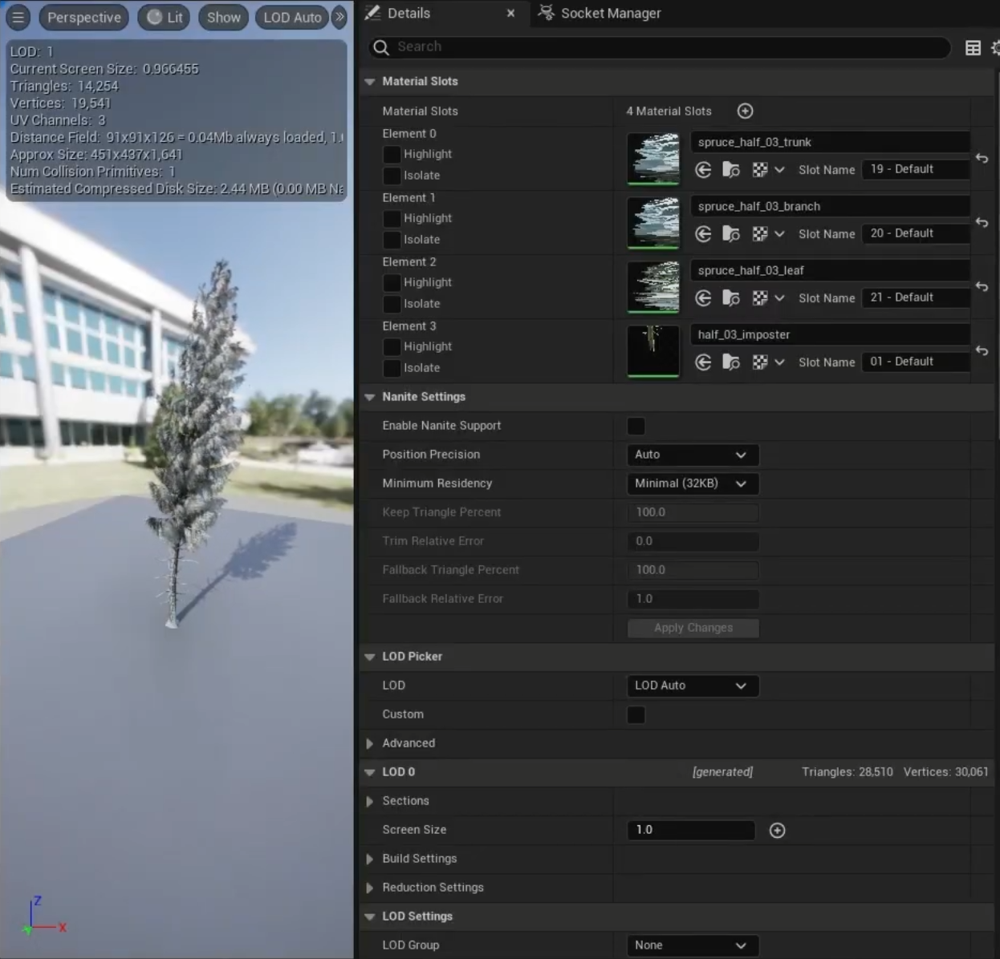 Perspective Lit Show LOD Auto
LOD: 1
Current Screen Size: 0.966455
Triangles: 14,254
Vertices: 19,541
UV Channels: 3
Distance Field: 91x91x126 = 0.04Mb always loaded,
Approx Size: 451x437x1,641
Num Collision Primitives: 1
Estimated Compressed Disk Size: 2.44 MB (0.00 MB
Z
X
Details Socket Manager
Search
Material Slots
Material Slots 4 Material Slots
Element 0
Highlight
Isolate
spruce_half_03_trunk
Slot Name 19 - Default
Element 1
Highlight
Isolate
spruce_half_03_branch
Slot Name 20 - Default
Element 2
Highlight
Isolate
spruce_half_03_leaf
Slot Name 21 - Default
Element 3
Highlight
Isolate
half_03_imposter
Slot Name 01 - Default
Nanite Settings
Enable Nanite Support
Position Precision Auto
Minimum Residency Minimal (32KB)
Keep Triangle Percent 100.0
Trim Relative Error 0.0
Fallback Triangle Percent 100.0
Fallback Relative Error 1.0
Apply Changes
LOD Picker
LOD LOD Auto
Custom
Advanced
LOD 0 [generated] Triangles: 28,510 Vertices: 30,061
Sections
Screen Size 1.0
Build Settings
Reduction Settings
LOD Settings
LOD Group None